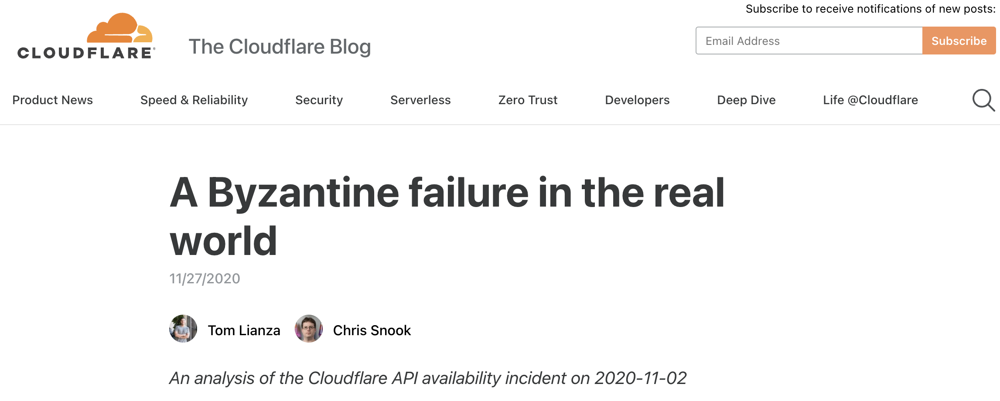 Subscribe to receive notifications of new posts:
CLOUDFLARE®
The Cloudflare Blog
Email Address
Subscribe
Product News
Speed & Reliability
Security
Serverless
Zero Trust
Developers
Deep Dive
Life @Cloudflare
A Byzantine failure in the real
world
11/27/2020
Tom Lianza
Chris Snook
An analysis of the Cloudflare API availability incident on 2020-11-02